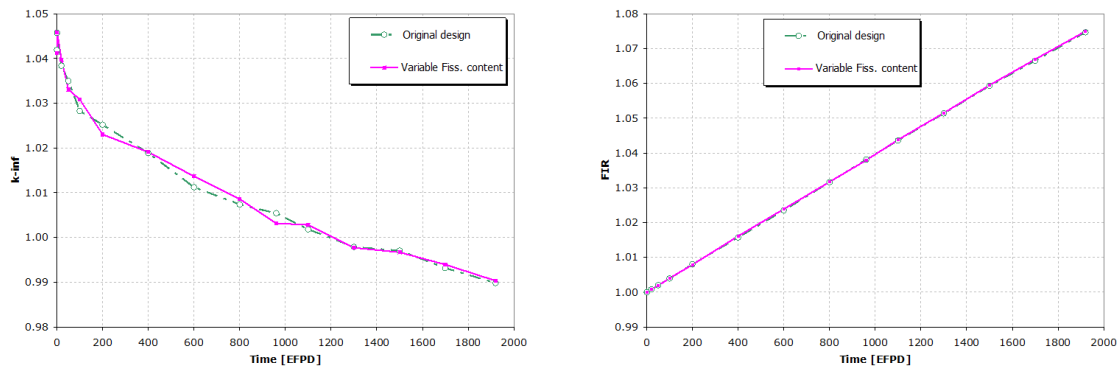 1.05
1.04
1.03
1.02
1.01
1.00
0.99
0.98
k-inf
0 200 400 600 800 1000 1200 1400 1600 1800 2000
Time [EFPD]
Original design
Variable Fiss. content
1.08
1.07
1.06
1.05
1.04
1.03
1.02
1.01
1.00
0.99
FIR
0 200 400 600 800 1000 1200 1400 1600 1800 2000
Time [EFPD]
Original design
Variable Fiss. content